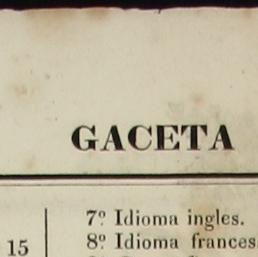 GACETA
7º Idioma ingles.
15 8º Idioma frances